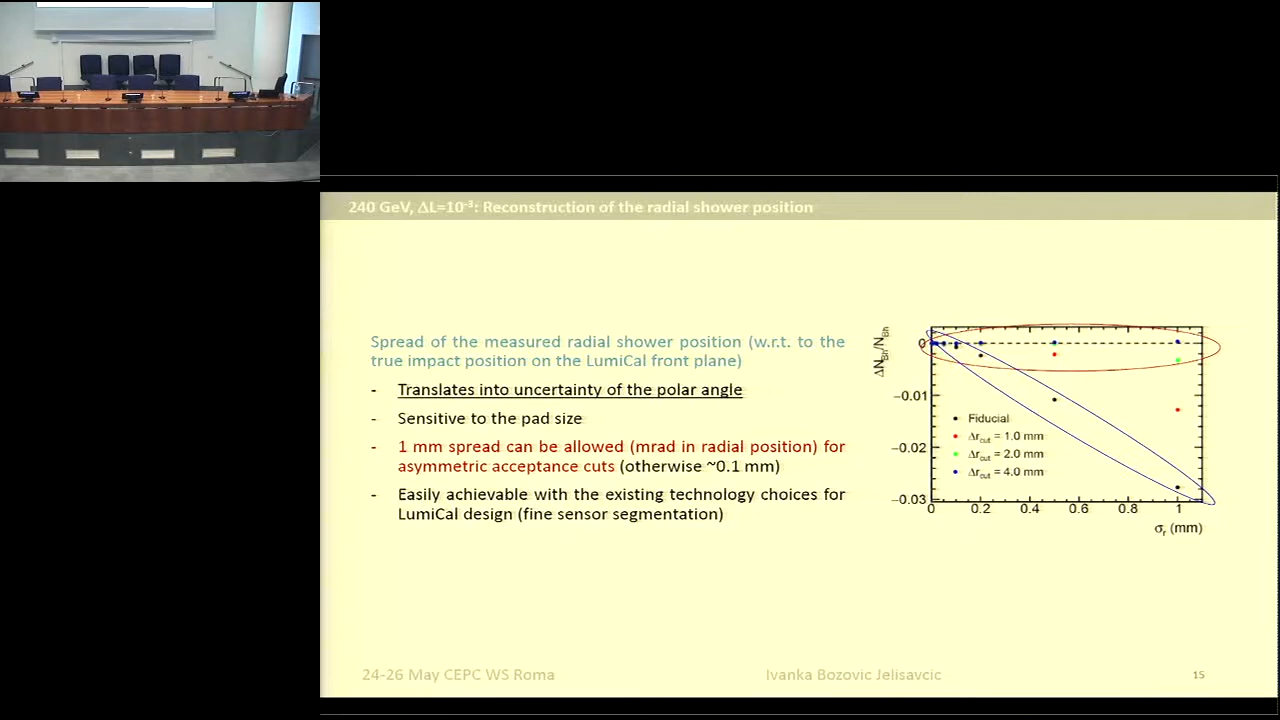 240 GeV, ΔL=10⁻³: Reconstruction of the radial shower position
Spread of the measured radial shower position (w.r.t. to the
true impact position on the LumiCal front plane)
- Translates into uncertainty of the polar angle
- Sensitive to the pad size
- 1 mm spread can be allowed (mrad in radial position) for
asymmetric acceptance cuts (otherwise ~0.1 mm)
- Easily achievable with the existing technology choices for
LumiCal design (fine sensor segmentation)
ΔN_Bh/N_Bh
0
−0.01
−0.02
−0.03
Fiducial
Δr_cut = 1.0 mm
Δr_cut = 2.0 mm
Δr_cut = 4.0 mm
0 0.2 0.4 0.6 0.8 1
σ_r (mm)
24-26 May CEPC WS Roma
Ivanka Bozovic Jelisavcic
15